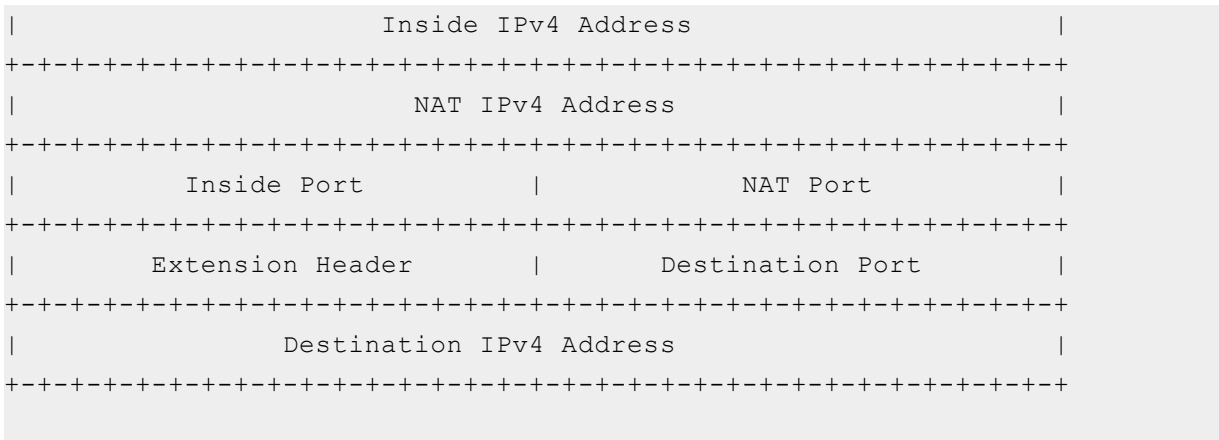 |                       Inside IPv4 Address                      |
+-+-+-+-+-+-+-+-+-+-+-+-+-+-+-+-+-+-+-+-+-+-+-+-+-+-+-+-+-+-+-+-+
|                         NAT IPv4 Address                       |
+-+-+-+-+-+-+-+-+-+-+-+-+-+-+-+-+-+-+-+-+-+-+-+-+-+-+-+-+-+-+-+-+
|           Inside Port          |            NAT Port           |
+-+-+-+-+-+-+-+-+-+-+-+-+-+-+-+-+-+-+-+-+-+-+-+-+-+-+-+-+-+-+-+-+
|         Extension Header       |       Destination Port        |
+-+-+-+-+-+-+-+-+-+-+-+-+-+-+-+-+-+-+-+-+-+-+-+-+-+-+-+-+-+-+-+-+
|                 Destination IPv4 Address                       |
+-+-+-+-+-+-+-+-+-+-+-+-+-+-+-+-+-+-+-+-+-+-+-+-+-+-+-+-+-+-+-+-+